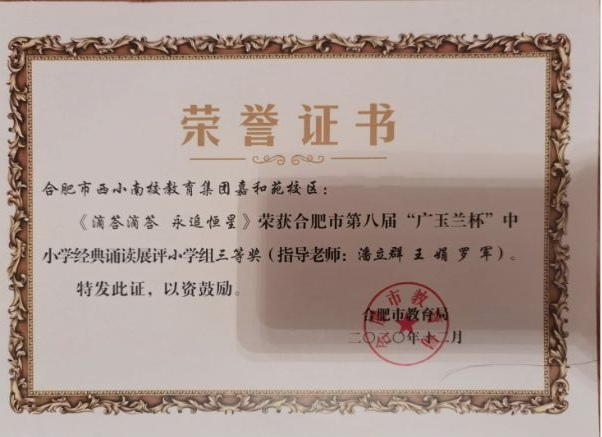 荣誉证书
合肥市西小南校教育集团嘉和苑校区：
《滴答滴答 永追恒星》荣获合肥市第八届“广玉兰杯”中
小学经典诵读展评小学组三等奖（指导老师：潘立群 王 娟 罗 军）。
特发此证，以资鼓励。
合肥市教育局
二〇二〇年十二月